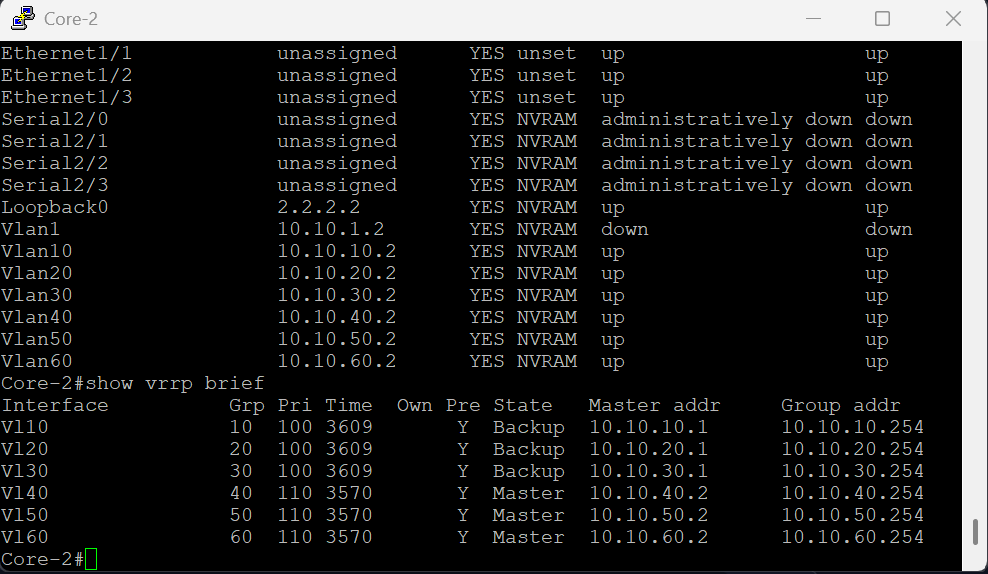 Core-2
Ethernet1/1            unassigned      YES unset  up                    up
Ethernet1/2            unassigned      YES unset  up                    up
Ethernet1/3            unassigned      YES unset  up                    up
Serial2/0              unassigned      YES NVRAM  administratively down down
Serial2/1              unassigned      YES NVRAM  administratively down down
Serial2/2              unassigned      YES NVRAM  administratively down down
Serial2/3              unassigned      YES NVRAM  administratively down down
Loopback0              2.2.2.2         YES NVRAM  up                    up
Vlan1                  10.10.1.2       YES NVRAM  down                  down
Vlan10                 10.10.10.2      YES NVRAM  up                    up
Vlan20                 10.10.20.2      YES NVRAM  up                    up
Vlan30                 10.10.30.2      YES NVRAM  up                    up
Vlan40                 10.10.40.2      YES NVRAM  up                    up
Vlan50                 10.10.50.2      YES NVRAM  up                    up
Vlan60                 10.10.60.2      YES NVRAM  up                    up
Core-2#show vrrp brief
Interface          Grp Pri Time  Own Pre State   Master addr     Group addr
Vl10               10  100 3609       Y  Backup  10.10.10.1      10.10.10.254
Vl20               20  100 3609       Y  Backup  10.10.20.1      10.10.20.254
Vl30               30  100 3609       Y  Backup  10.10.30.1      10.10.30.254
Vl40               40  110 3570       Y  Master  10.10.40.2      10.10.40.254
Vl50               50  110 3570       Y  Master  10.10.50.2      10.10.50.254
Vl60               60  110 3570       Y  Master  10.10.60.2      10.10.60.254
Core-2#